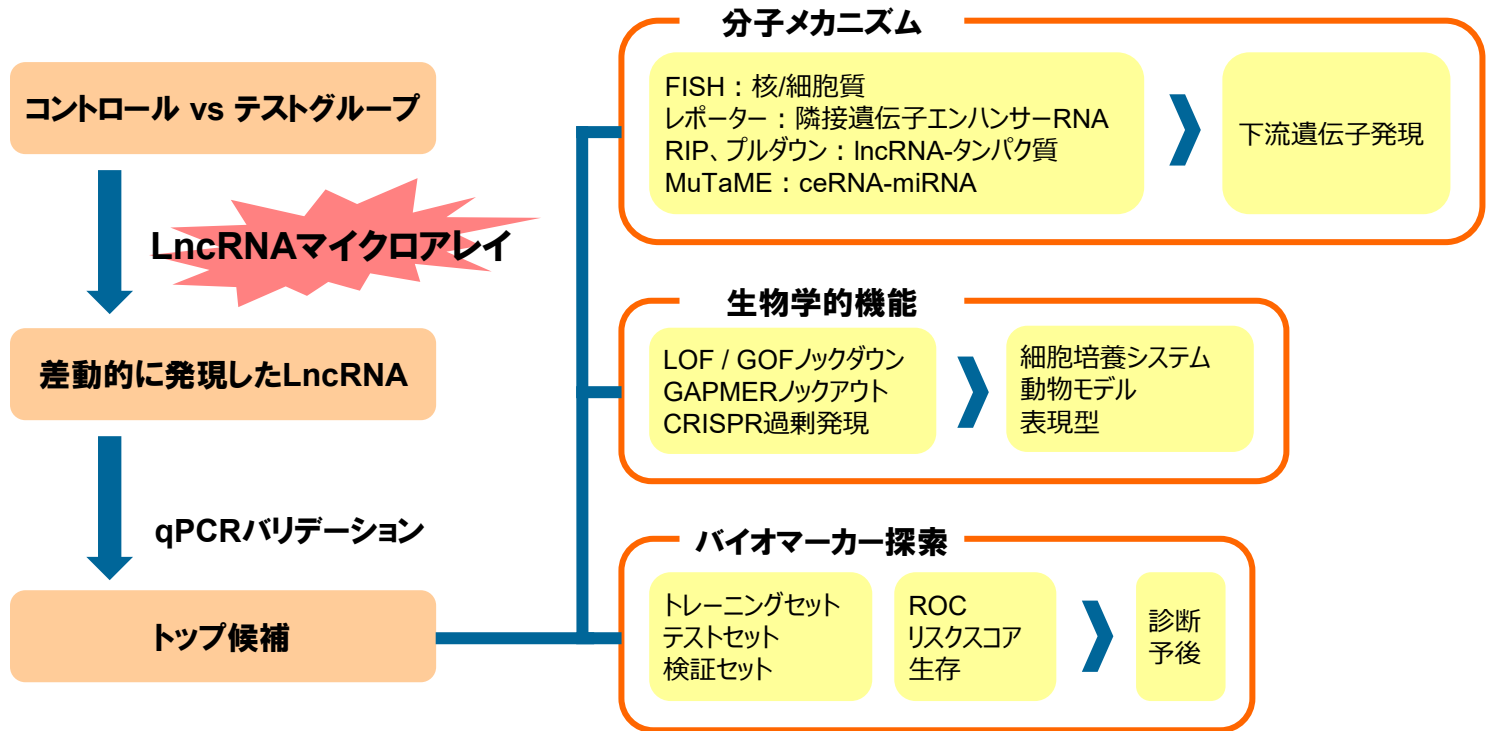 コントロール vs テストグループ
LncRNAマイクロアレイ
差動的に発現したLncRNA
qPCRバリデーション
トップ候補
分子メカニズム
FISH：核/細胞質
レポーター：隣接遺伝子エンハンサーRNA
RIP、プルダウン：lncRNA-タンパク質
MuTaME：ceRNA-miRNA
下流遺伝子発現
生物学的機能
LOF / GOFノックダウン
GAPMERノックアウト
CRISPR過剰発現
細胞培養システム
動物モデル
表現型
バイオマーカー探索
トレーニングセット
テストセット
検証セット
ROC
リスクスコア
生存
診断
予後